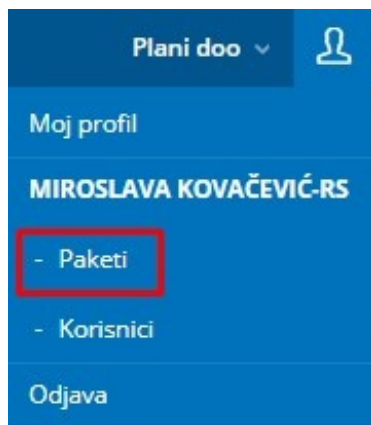 Plani doo
Moj profil
MIROSLAVA KOVAČEVIĆ-RS
- Paketi
- Korisnici
Odjava